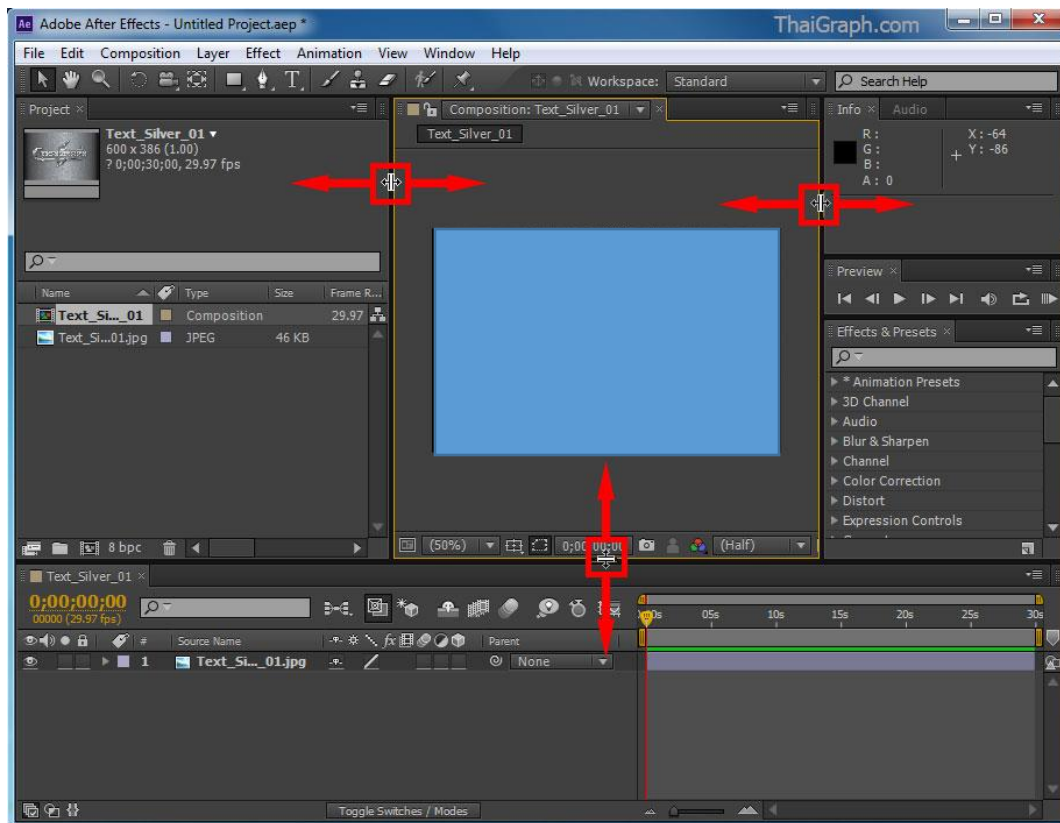 Ae Adobe After Effects - Untitled Project.aep *
ThaiGraph.com
File Edit Composition Layer Effect Animation View Window Help
Workspace: Standard
Search Help
Project
Text_Silver_01
600 x 386 (1.00)
? 0;00;30;00, 29.97 fps
Name Type Size Frame R...
Text_Si..._01 Composition 29.97
Text_Si...01.jpg JPEG 46 KB
8 bpc
Composition: Text_Silver_01
Text_Silver_01
(50%) (Half)
Info Audio
R : X : -64
G : Y : -86
B :
A : 0
Preview
Effects & Presets
* Animation Presets
3D Channel
Audio
Blur & Sharpen
Channel
Color Correction
Distort
Expression Controls
Text_Silver_01
0;00;00;00
00000 (29.97 fps)
05s 10s 15s 20s 25s 30s
# Source Name fx Parent
1 Text_Si..._01.jpg None
Toggle Switches / Modes